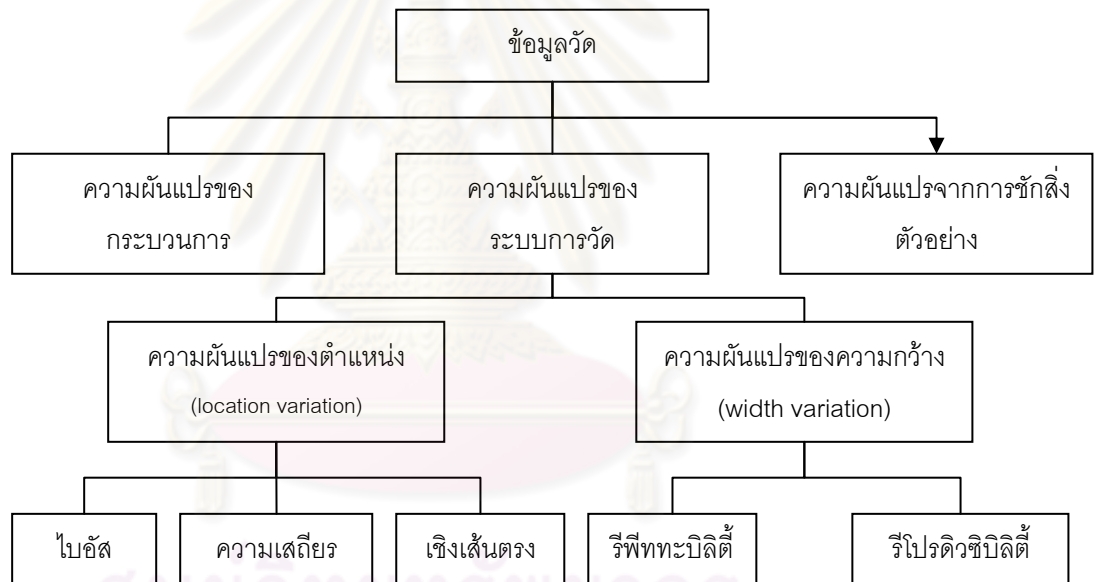 ข้อมูลวัด
ความผันแปรของ
กระบวนการ
ความผันแปรของ
ระบบการวัด
ความผันแปรจากการชักสิ่ง
ตัวอย่าง
ความผันแปรของตำแหน่ง
(location variation)
ความผันแปรของความกว้าง
(width variation)
ไบอัส
ความเสถียร
เชิงเส้นตรง
รีพีททะบิลิตี้
รีโปรดิวซิบิลิตี้